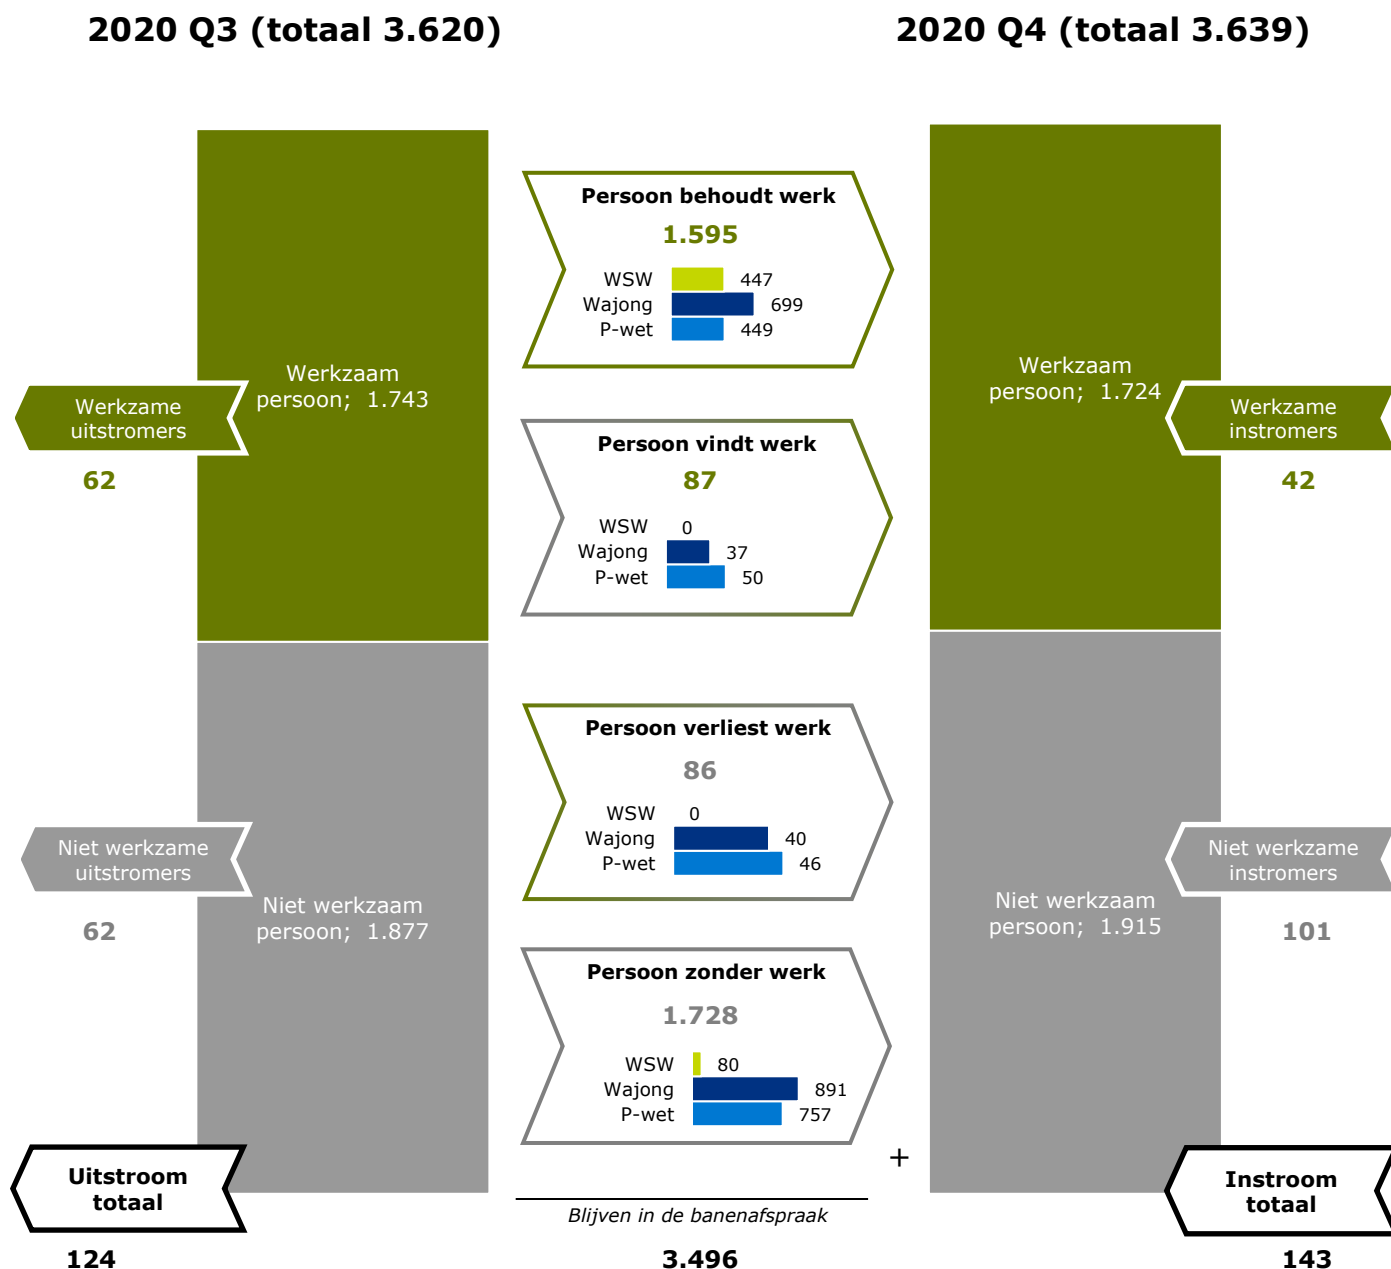 2020 Q3 (totaal 3.620)
2020 Q4 (totaal 3.639)
Persoon behoudt werk
1.595
WSW 447
Wajong 699
P-wet 449
Werkzaam
persoon; 1.743
Werkzaam
persoon; 1.724
Werkzame
uitstromers
62
Werkzame
instromers
42
Persoon vindt werk
87
WSW 0
Wajong 37
P-wet 50
Persoon verliest werk
86
WSW 0
Wajong 40
P-wet 46
Niet werkzame
uitstromers
62
Niet werkzaam
persoon; 1.877
Niet werkzaam
persoon; 1.915
Niet werkzame
instromers
101
Persoon zonder werk
1.728
WSW 80
Wajong 891
P-wet 757
+
Uitstroom
totaal
124
Blijven in de banenafspraak
3.496
Instroom
totaal
143